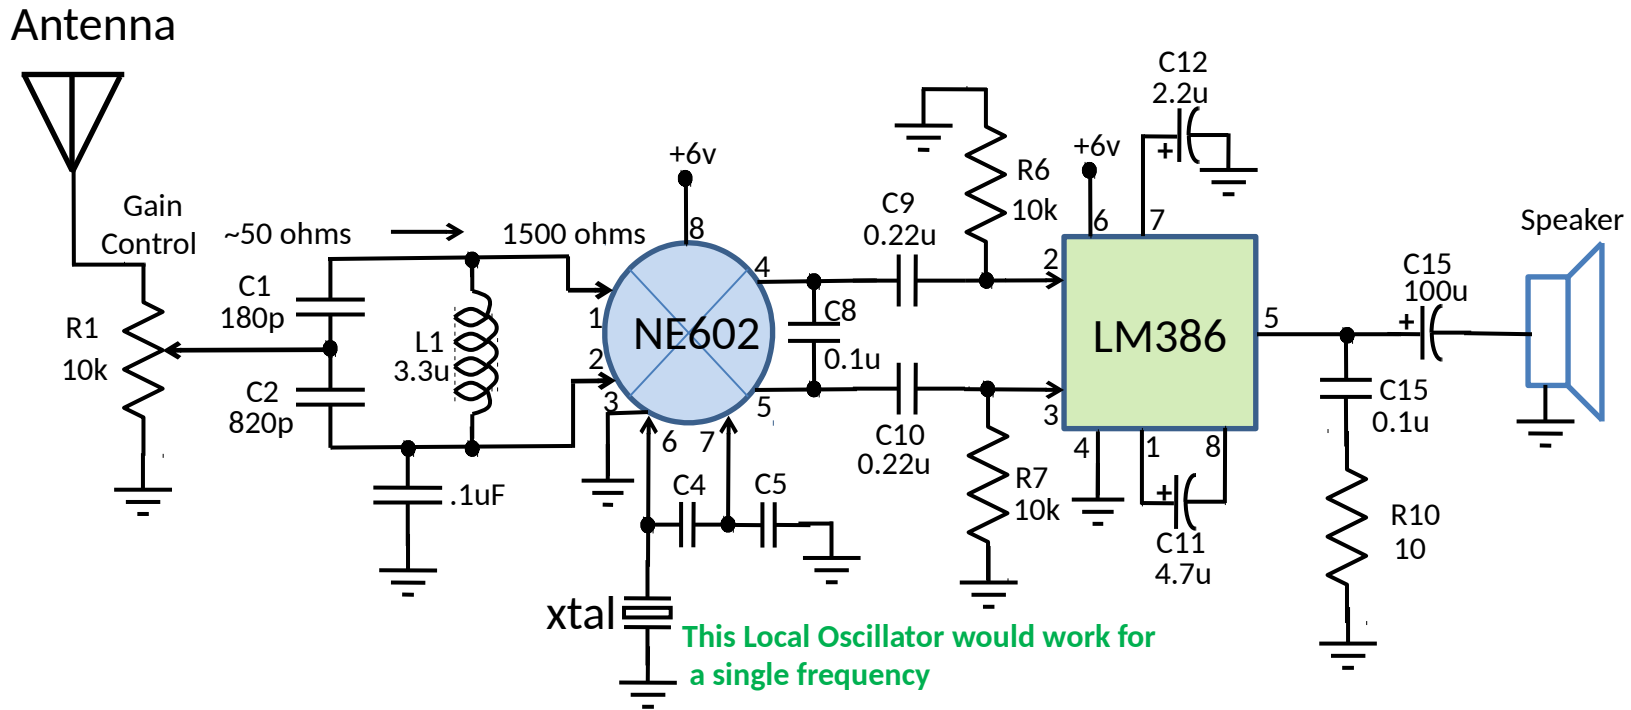 Antenna
Gain
Control
R1
10k
~50 ohms
1500 ohms
C1
180p
C2
820p
L1
3.3u
.1uF
+6v
8
1
2
3
4
5
6
7
NE602
C4
C5
xtal
This Local Oscillator would work for
a single frequency
C8
0.1u
C9
0.22u
C10
0.22u
R6
10k
R7
10k
+6v
6
7
2
3
LM386
5
4
1
8
C12
2.2u
+
+
C11
4.7u
C15
100u
+
C15
0.1u
R10
10
Speaker